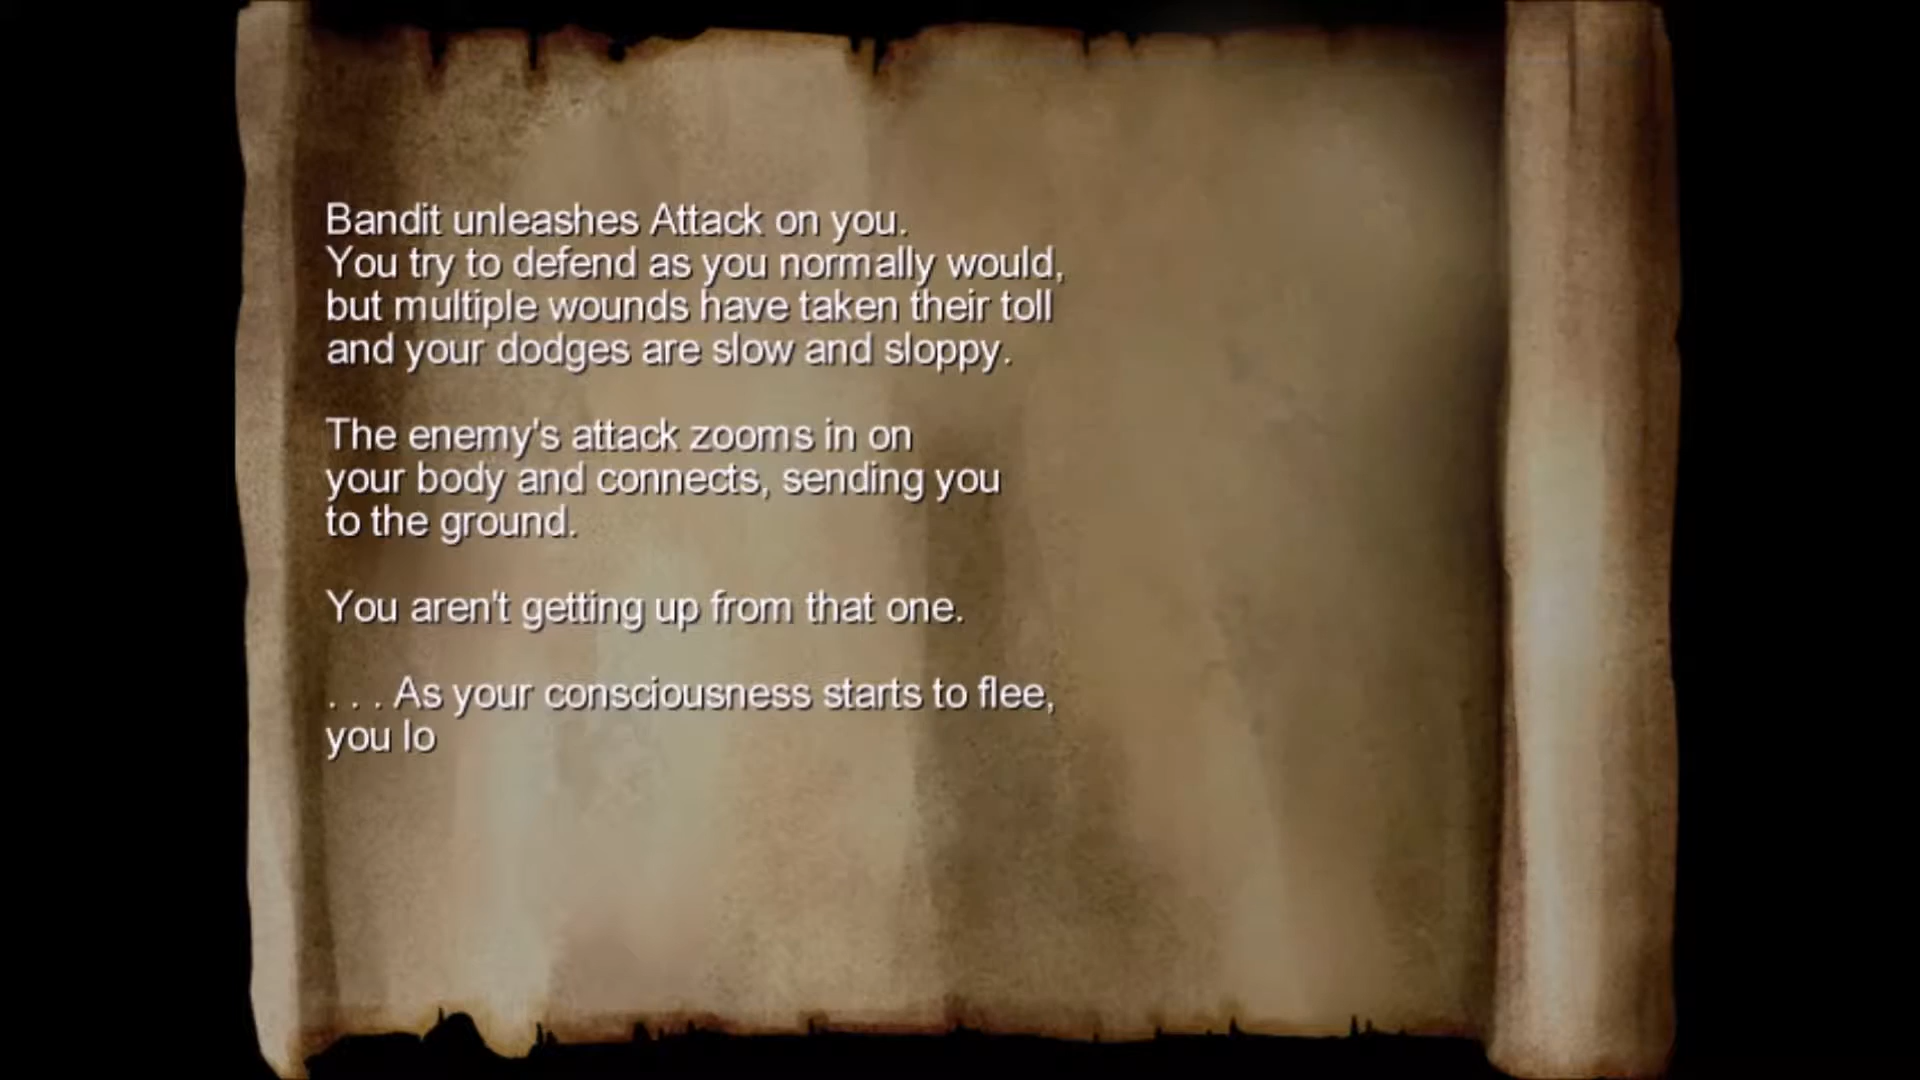 Bandit unleashes Attack on you.
You try to defend as you normally would,
but multiple wounds have taken their toll
and your dodges are slow and sloppy.
The enemy's attack zooms in on
your body and connects, sending you
to the ground.
You aren't getting up from that one.
. . . As your consciousness starts to flee,
you lo